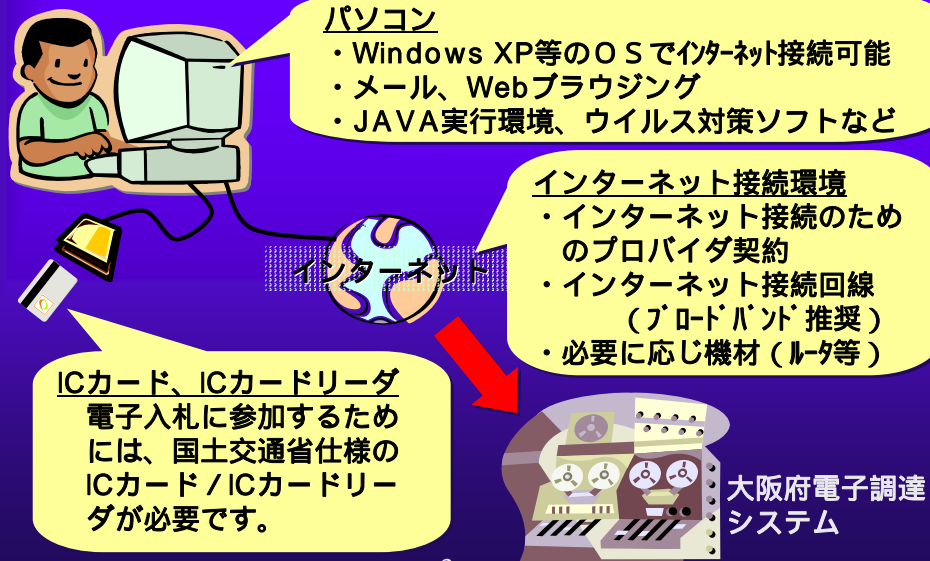 パソコン
・Windows XP等のＯＳでｲﾝﾀｰﾈｯﾄ接続可能
・メール、Webブラウジング
・JAVA実行環境、ウイルス対策ソフトなど
インターネット接続環境
・インターネット接続のため
のプロバイダ契約
・インターネット接続回線
（ﾌﾞﾛｰﾄﾞﾊﾞﾝﾄﾞ推奨）
・必要に応じ機材（ﾙｰﾀ等）
インターネット
ICカード、ICカードリーダ
電子入札に参加するため
には、国土交通省仕様の
ICカード／ICカードリー
ダが必要です。
大阪府電子調達
システム